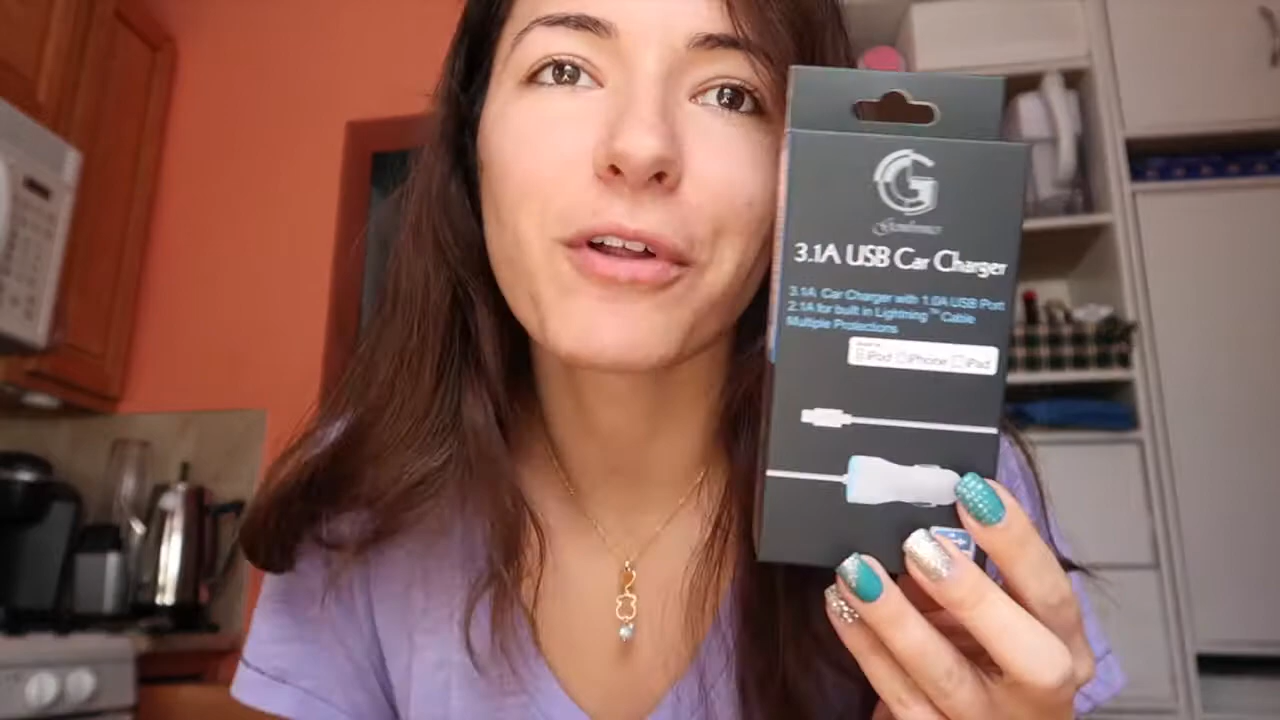 G
3.1A USB Car Charger
3.1A Car Charger with 1.0A USB Port
2.1A for built in Lightning™ Cable
Multiple Protections
iPod iPhone iPad